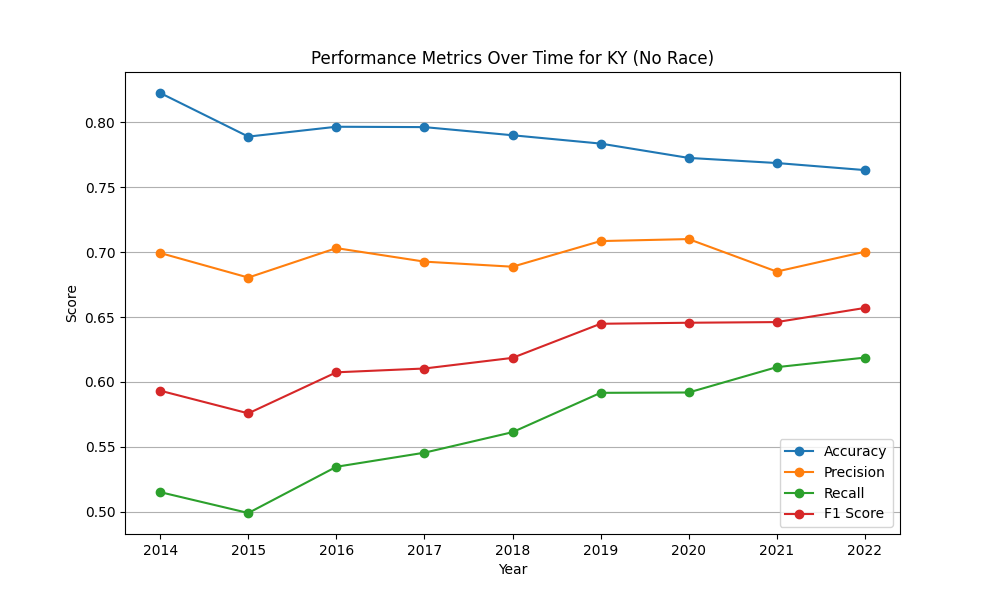 Performance Metrics Over Time for KY (No Race)
Score
0.80
0.75
0.70
0.65
0.60
0.55
0.50
Accuracy
Precision
Recall
F1 Score
2014 2015 2016 2017 2018 2019 2020 2021 2022
Year